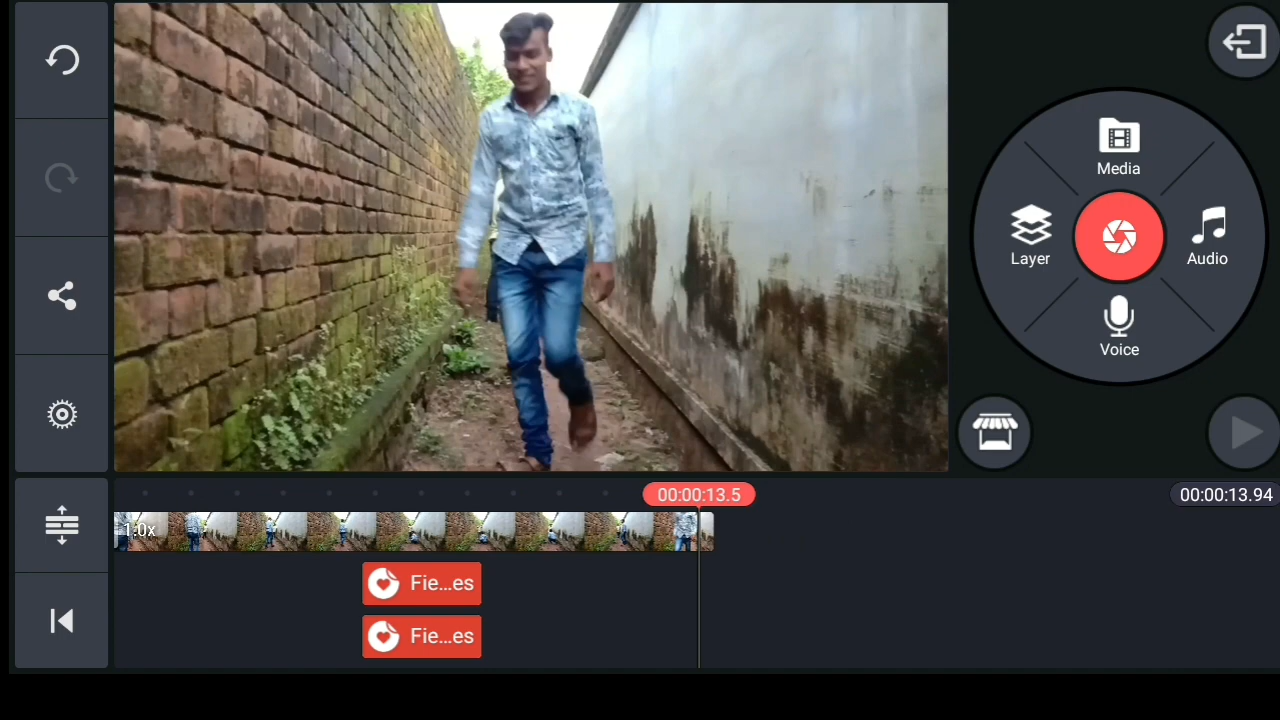 Media
Layer
Audio
Voice
00:00:13.5
00:00:13.94
1.0x
Fie...es
Fie...es